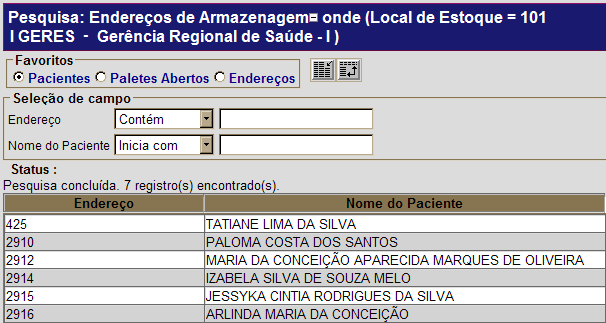 Pesquisa: Endereços de Armazenagem¤ onde (Local de Estoque = 101
I GERES - Gerência Regional de Saúde - I )
Favoritos
Pacientes Paletes Abertos Endereços
Seleção de campo
Endereço Contém
Nome do Paciente Inicia com
Status :
Pesquisa concluída. 7 registro(s) encontrado(s).
Endereço Nome do Paciente
425 TATIANE LIMA DA SILVA
2910 PALOMA COSTA DOS SANTOS
2912 MARIA DA CONCEIÇÃO APARECIDA MARQUES DE OLIVEIRA
2914 IZABELA SILVA DE SOUZA MELO
2915 JESSYKA CINTIA RODRIGUES DA SILVA
2916 ARLINDA MARIA DA CONCEIÇÃO